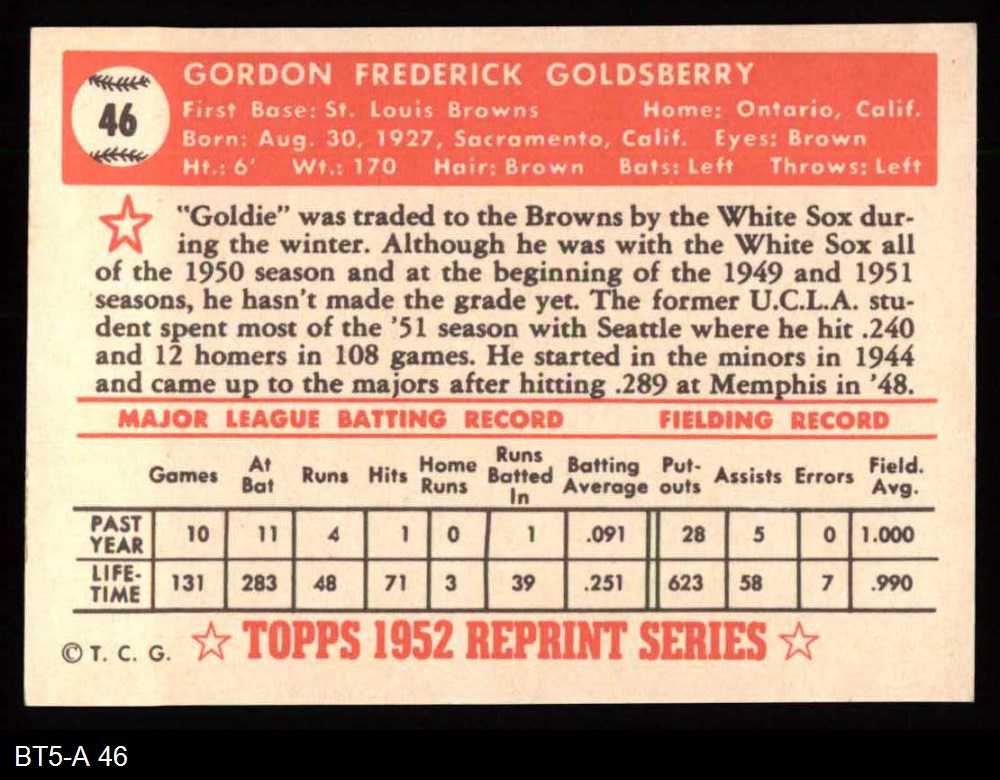 46
GORDON FREDERICK GOLDSBERRY
First Base: St. Louis Browns Home: Ontario, Calif.
Born: Aug. 30, 1927, Sacramento, Calif. Eyes: Brown
Ht.: 6' Wt.: 170 Hair: Brown Bats: Left Throws: Left
"Goldie" was traded to the Browns by the White Sox dur-
ing the winter. Although he was with the White Sox all
of the 1950 season and at the beginning of the 1949 and 1951
seasons, he hasn't made the grade yet. The former U.C.L.A. stu-
dent spent most of the '51 season with Seattle where he hit .240
and 12 homers in 108 games. He started in the minors in 1944
and came up to the majors after hitting .289 at Memphis in '48.
MAJOR LEAGUE BATTING RECORD FIELDING RECORD
Games At Bat Runs Hits Home Runs Runs Batted In Batting Average Put-outs Assists Errors Field. Avg.
PAST YEAR 10 11 4 1 0 1 .091 28 5 0 1.000
LIFE-TIME 131 283 48 71 3 39 .251 623 58 7 .990
© T. C. G. TOPPS 1952 REPRINT SERIES
BT5-A 46